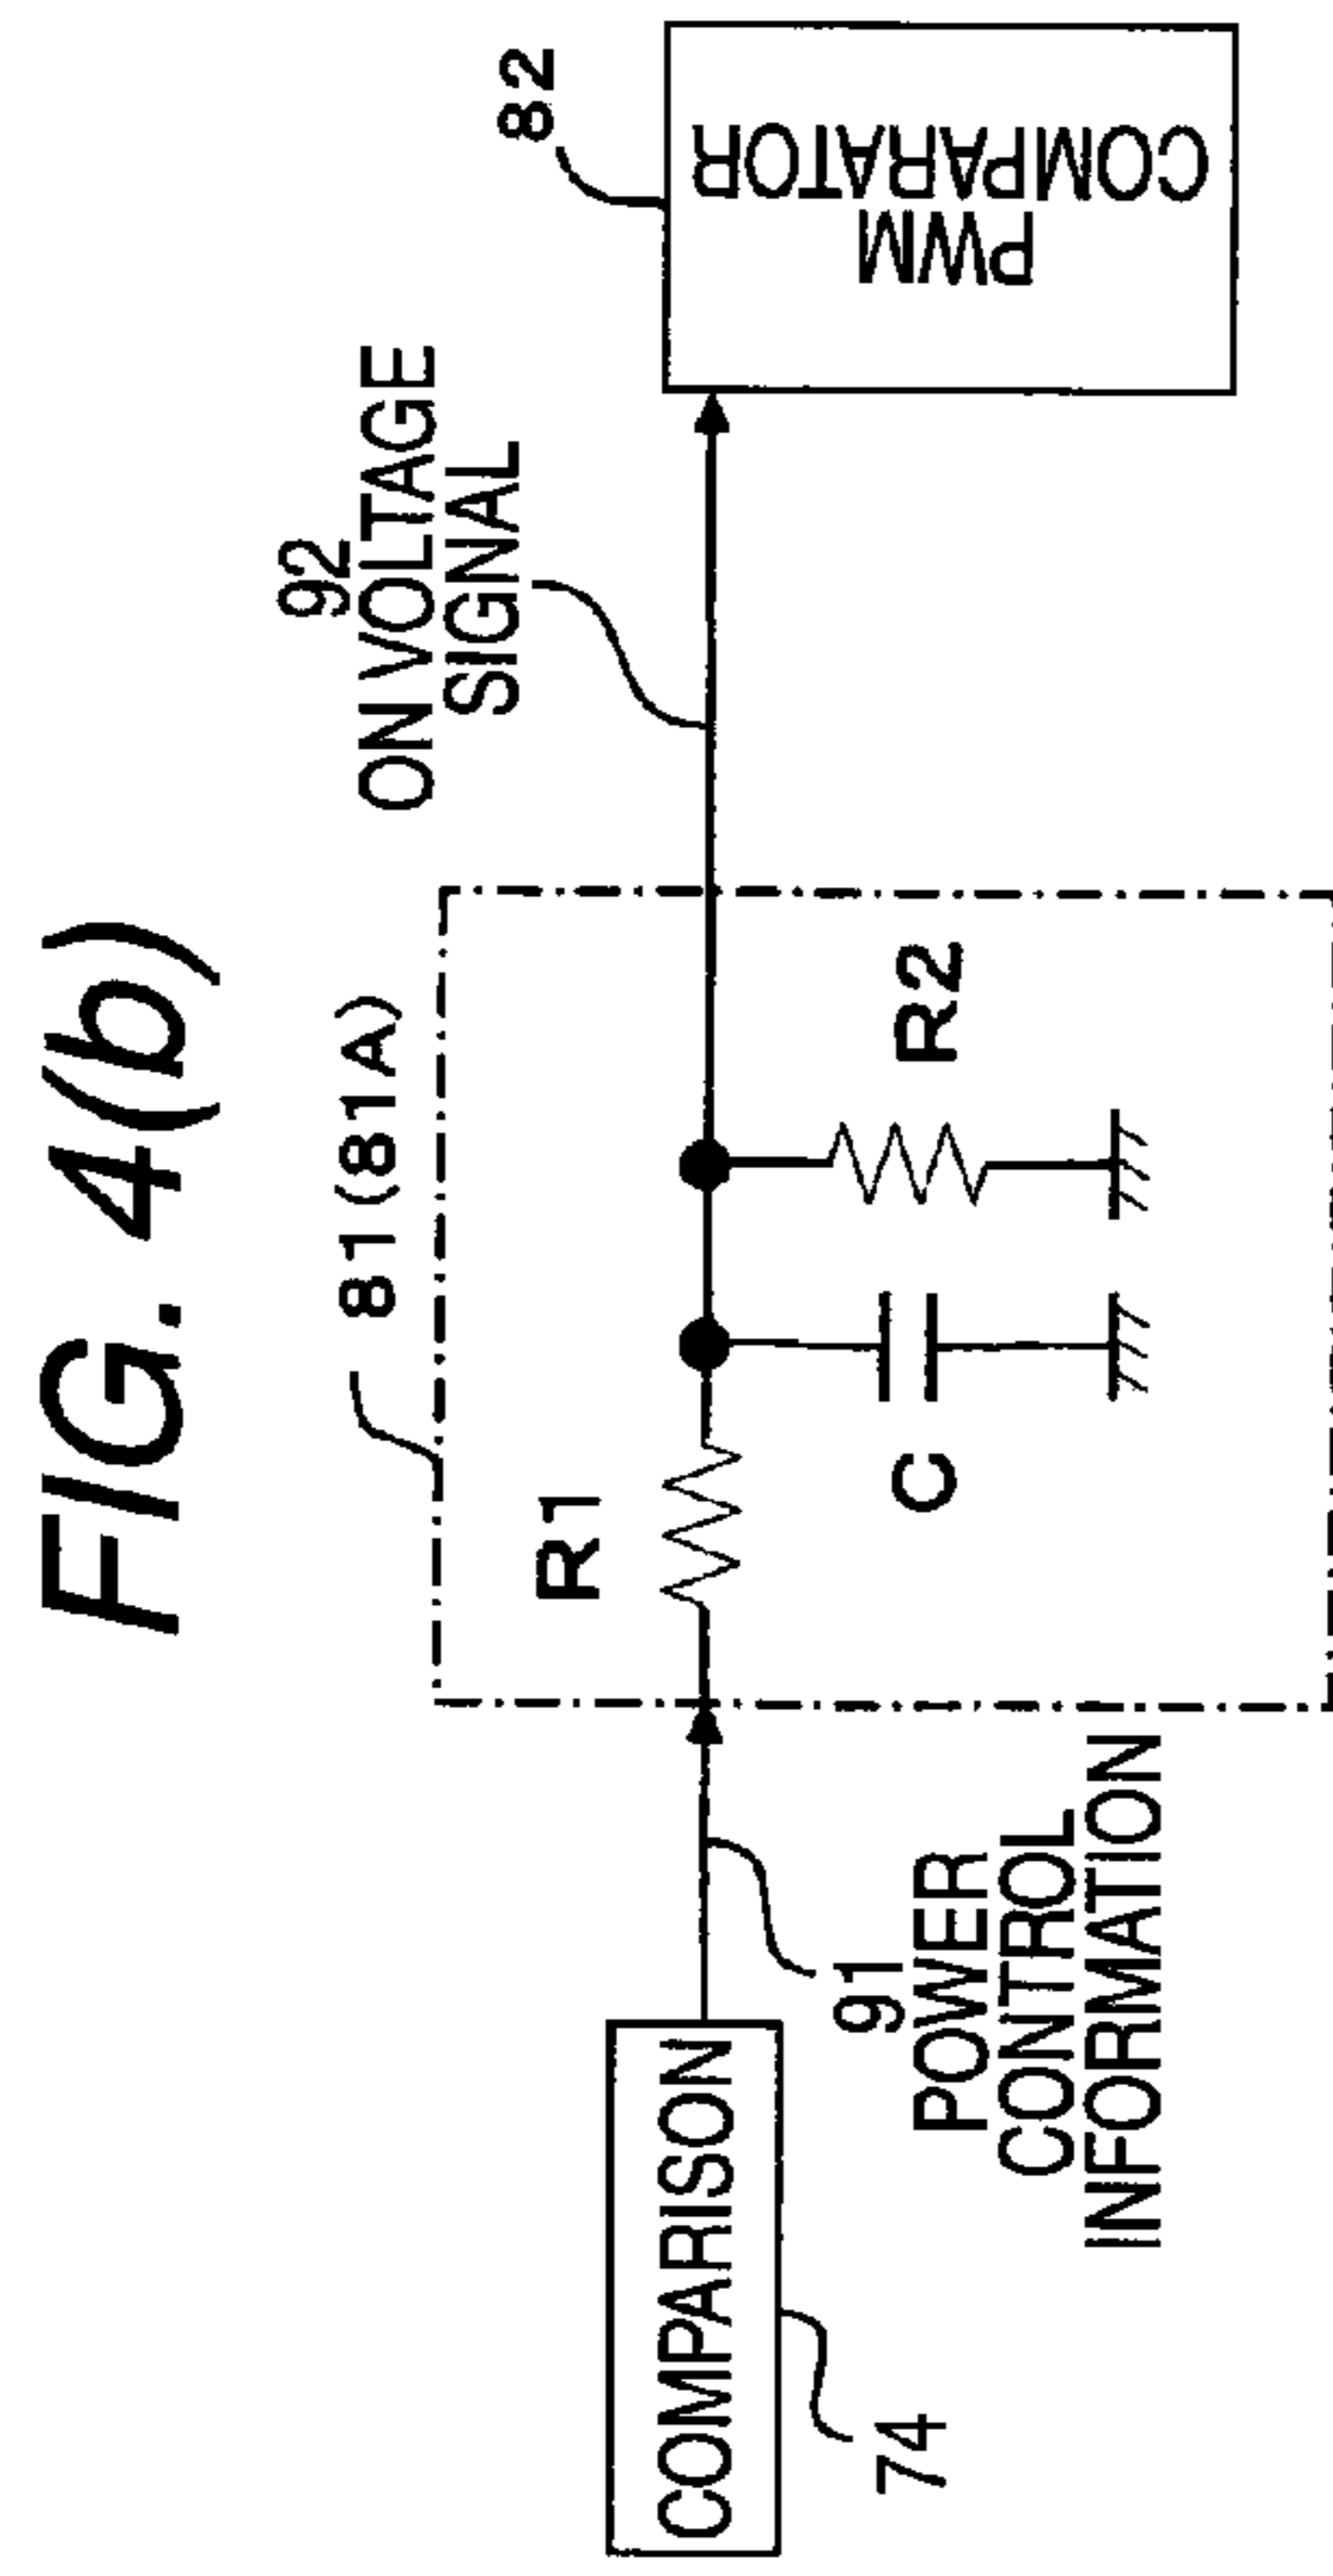 FIG. 4(b)
81(81A)
R1
C
R2
COMPARISON
74
91
POWER
CONTROL
INFORMATION
92
ON VOLTAGE
SIGNAL
82
PWM
COMPARATOR